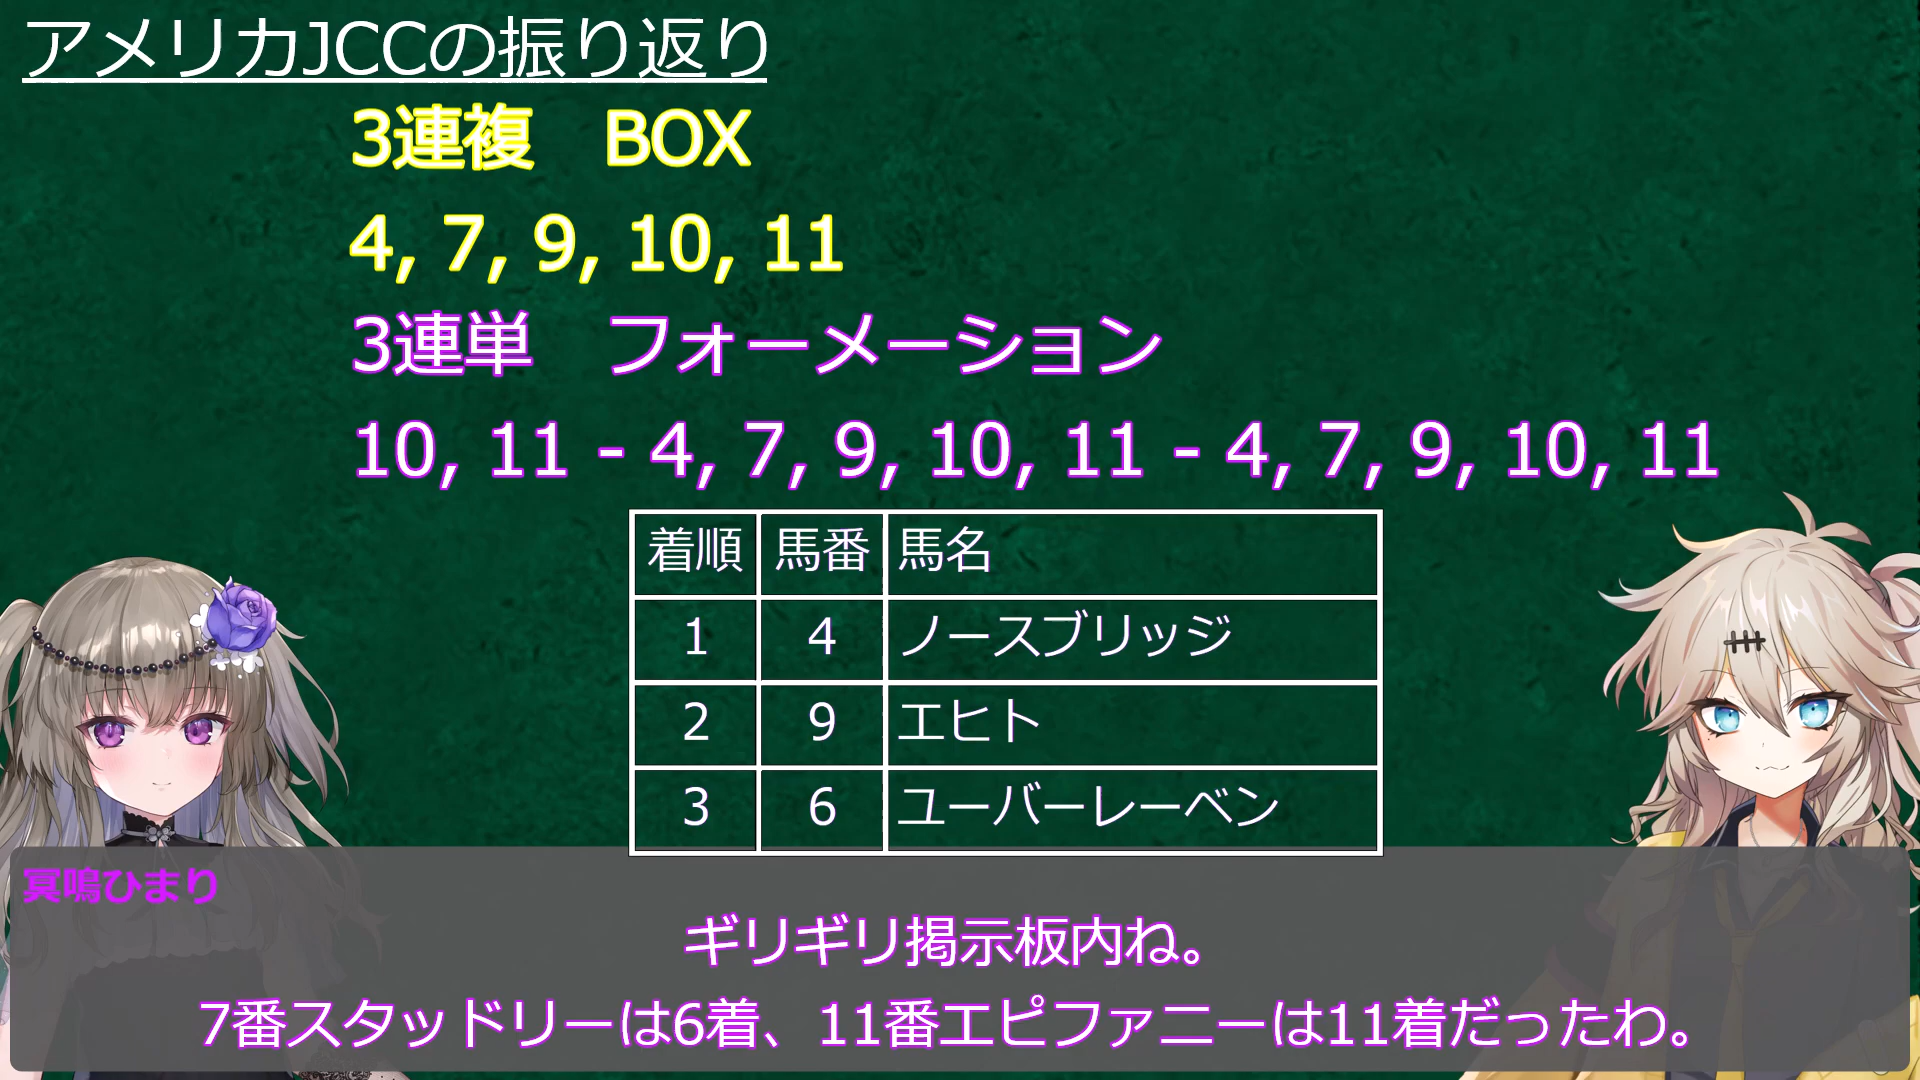 アメリカJCCの振り返り
3連複　BOX
4, 7, 9, 10, 11
3連単　フォーメーション
10, 11 - 4, 7, 9, 10, 11 - 4, 7, 9, 10, 11
着順 馬番 馬名
1 4 ノースブリッジ
2 9 エヒト
3 6 ユーバーレーベン
冥鳴ひまり
ギリギリ掲示板内ね。
7番スタッドリーは6着、11番エピファニーは11着だったわ。